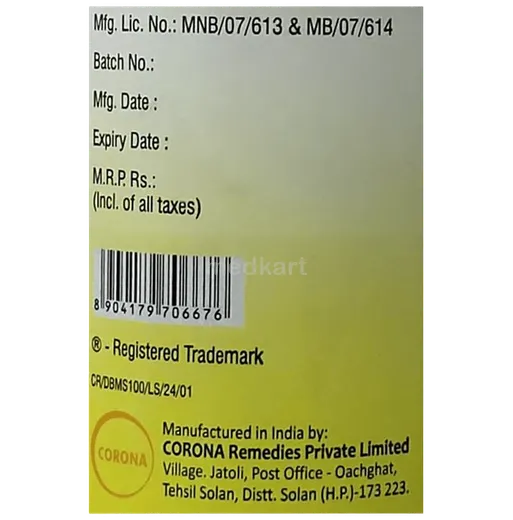 Mfg. Lic. No.: MNB/07/613 & MB/07/614
Batch No.:
Mfg. Date :
Expiry Date :
M.R.P. Rs.:
(Incl. of all taxes)
medkart
8 904179 706676
® - Registered Trademark
CR/DBMS100/LS/24/01
CORONA
Manufactured in India by:
CORONA Remedies Private Limited
Village. Jatoli, Post Office - Oachghat,
Tehsil Solan, Distt. Solan (H.P.)-173 223.